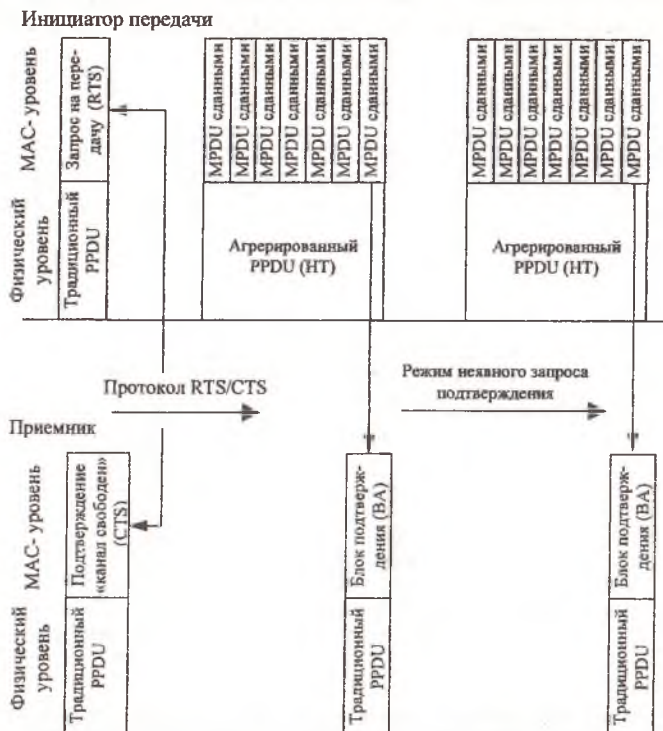 Инициатор передачи
MAC- уровень
Запрос на пере-
дачу (RTS)
MPDU сданными
MPDU сданными
MPDU сданными
MPDU сданными
MPDU сданными
MPDU сданными
MPDU сданными
MPDU сданными
MPDU сданными
MPDU сданными
MPDU сданными
MPDU сданными
MPDU сданными
MPDU сданными
Физический
уровень
Традиционный
PPDU
Агрерированный
PPDU (HT)
Агрерированный
PPDU (HT)
Протокол RTS/CTS
Режим неявного запроса
подтверждения
Приемник
MAC- уровень
Подтверждение
«канал свободен»
(CTS)
Блок подтверж-
дения (BA)
Блок подтверж-
дения (BA)
Физический
уровень
Традиционный
PPDU
Традиционный
PPDU
Традиционный
PPDU